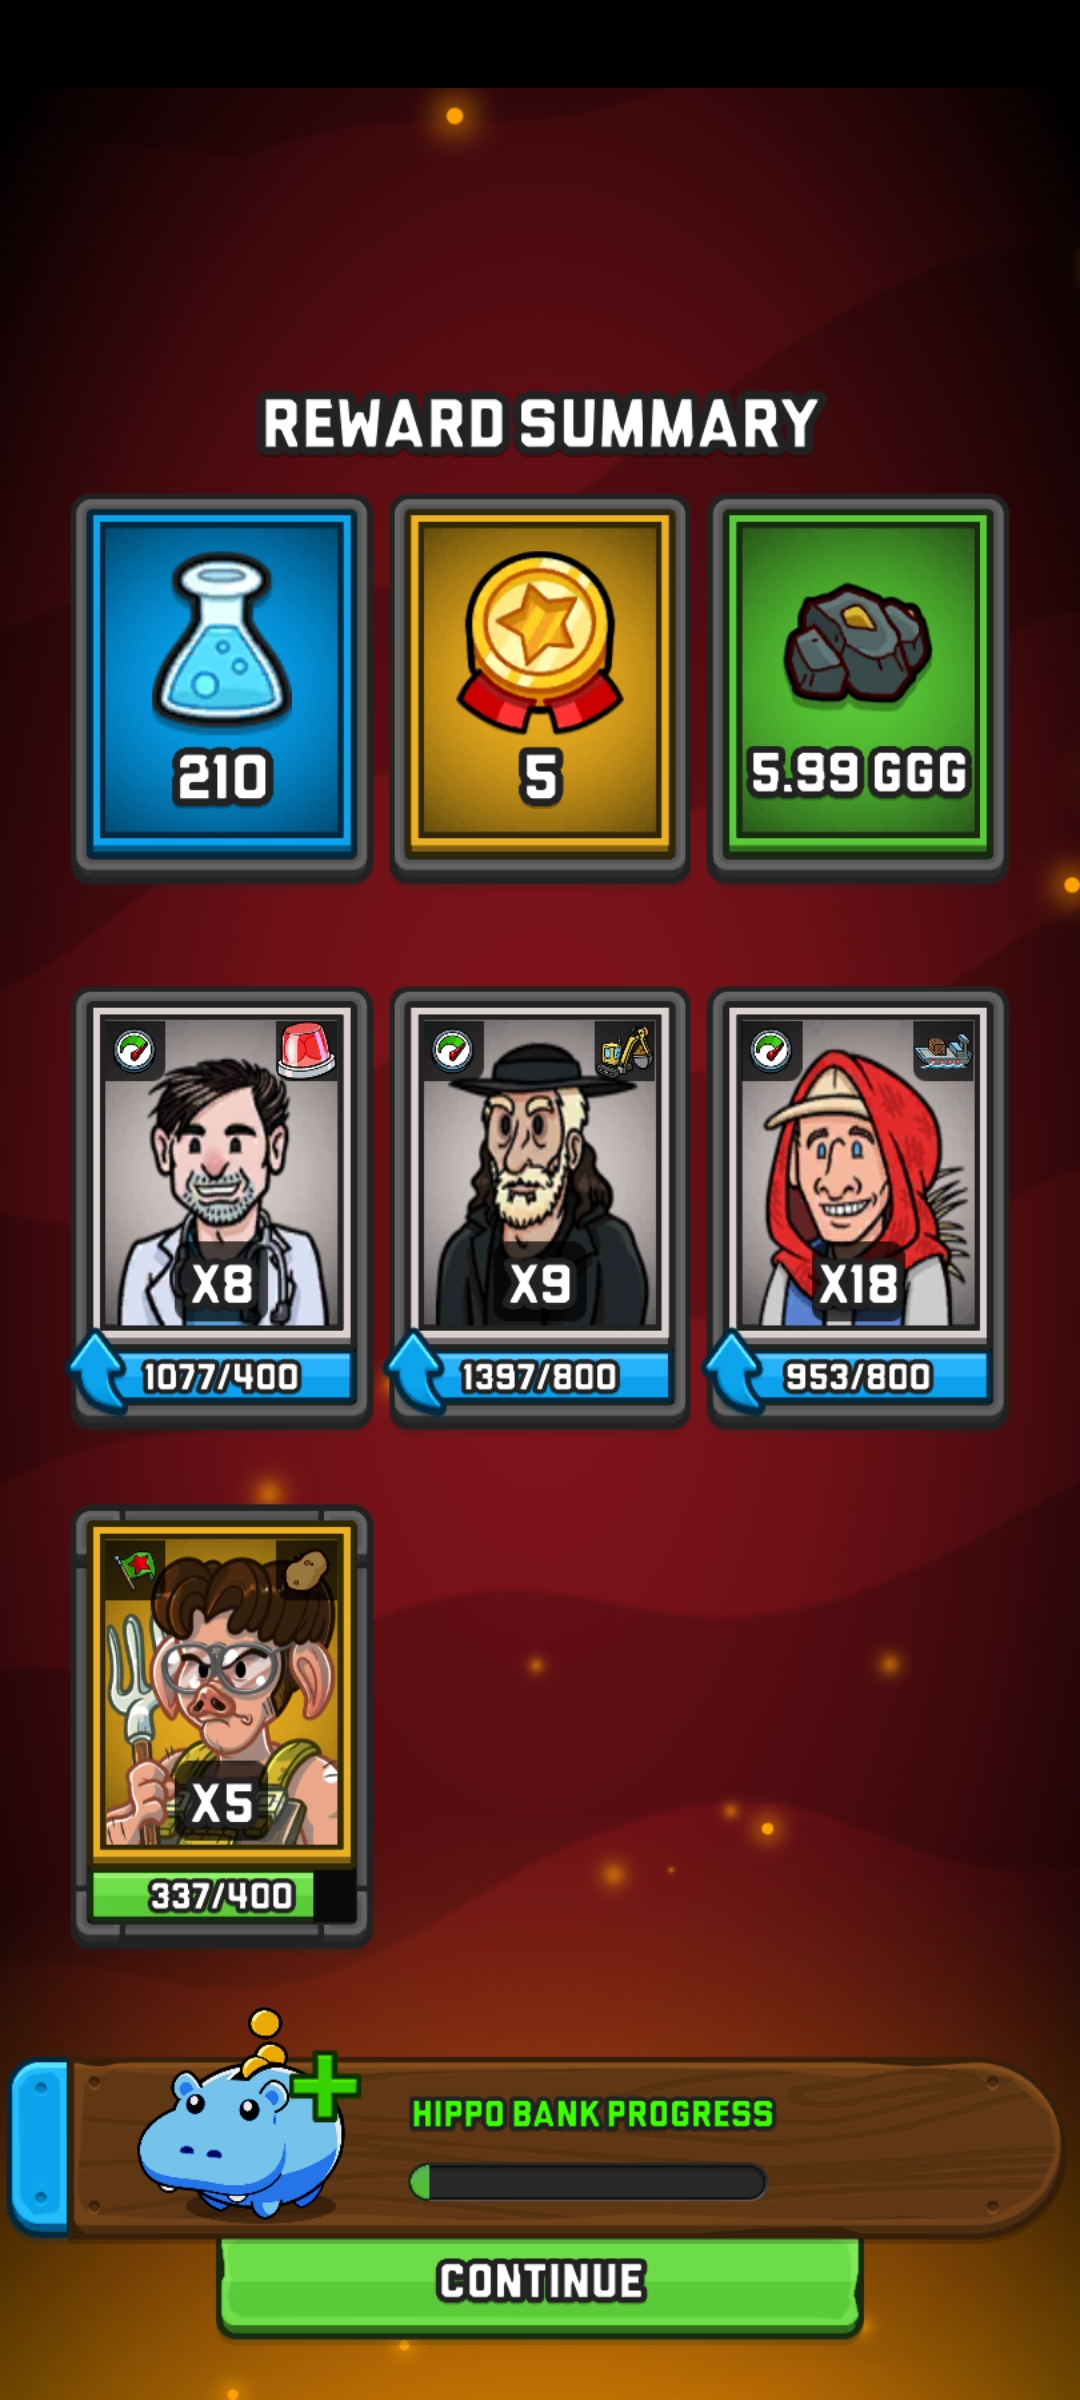 REWARD SUMMARY
210
5
5.99 GGG
X8
X9
X18
1077/400
1397/800
953/800
X5
337/400
HIPPO BANK PROGRESS
CONTINUE